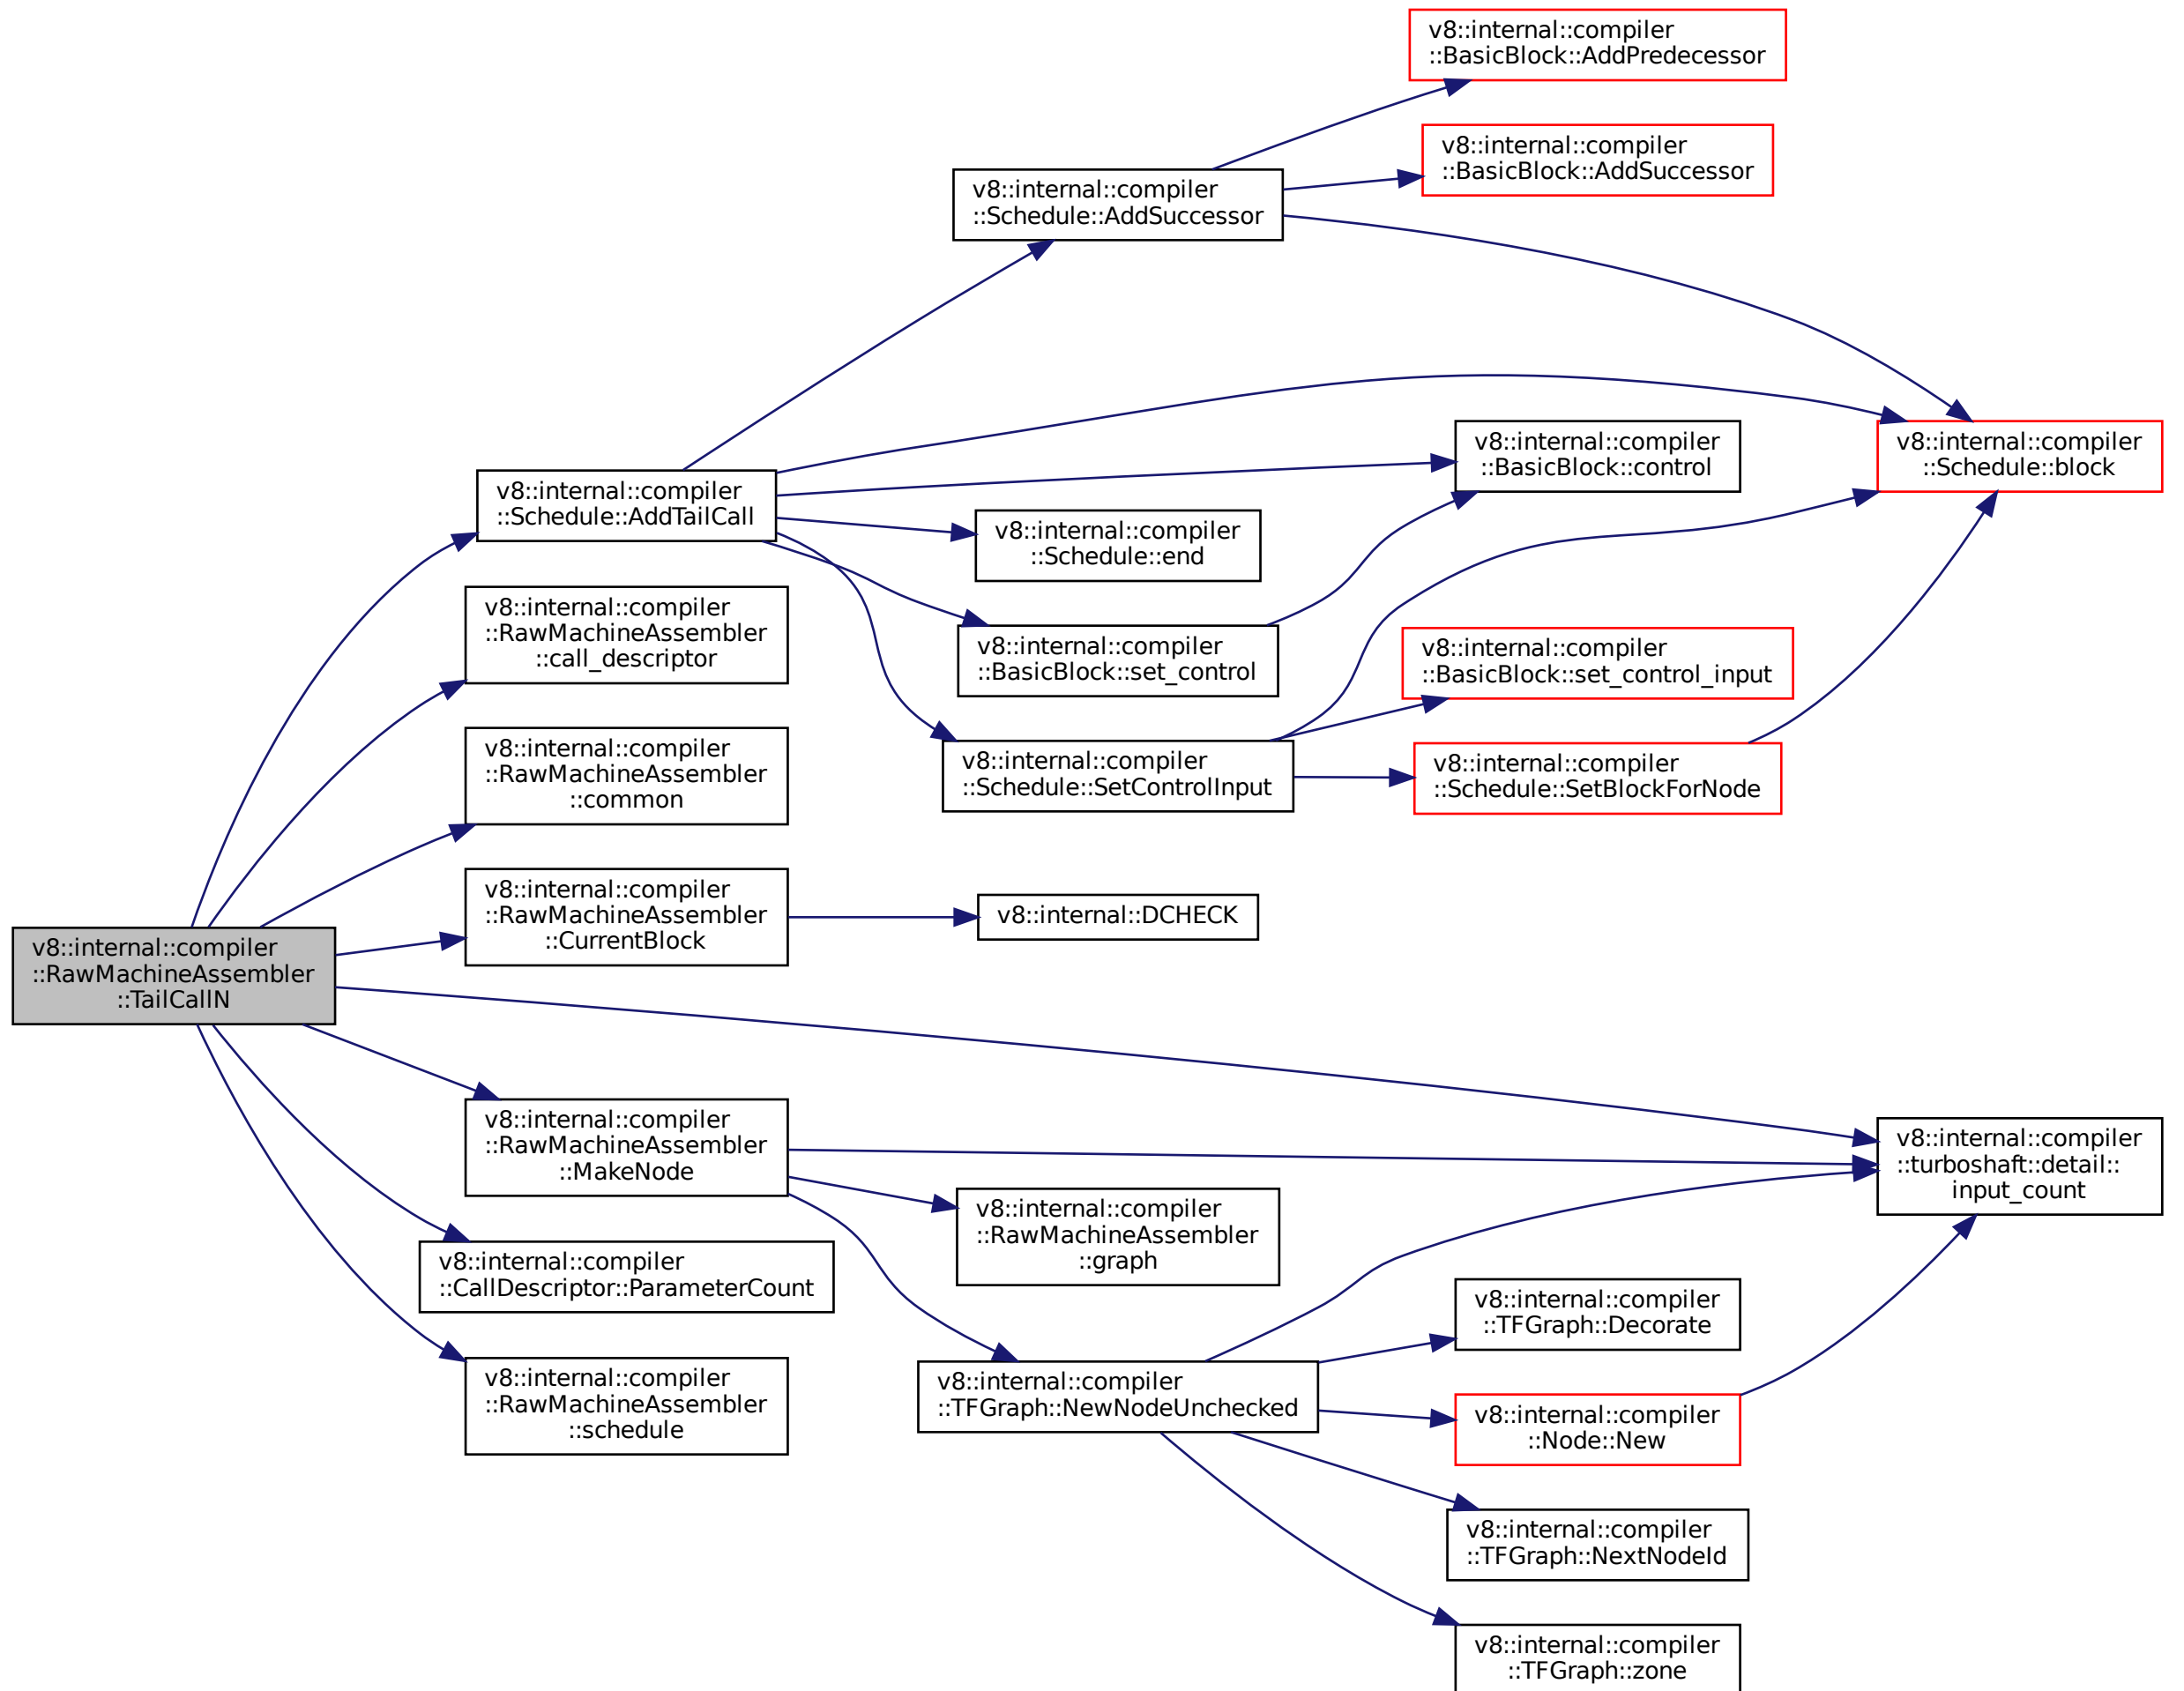 v8::internal::compiler
::BasicBlock::AddPredecessor
v8::internal::compiler
::BasicBlock::AddSuccessor
v8::internal::compiler
::Schedule::AddSuccessor
v8::internal::compiler
::BasicBlock::control
v8::internal::compiler
::Schedule::block
v8::internal::compiler
::Schedule::AddTailCall
v8::internal::compiler
::Schedule::end
v8::internal::compiler
::RawMachineAssembler
::call_descriptor
v8::internal::compiler
::BasicBlock::set_control
v8::internal::compiler
::BasicBlock::set_control_input
v8::internal::compiler
::RawMachineAssembler
::common
v8::internal::compiler
::Schedule::SetControlInput
v8::internal::compiler
::Schedule::SetBlockForNode
v8::internal::compiler
::RawMachineAssembler
::CurrentBlock
v8::internal::DCHECK
v8::internal::compiler
::RawMachineAssembler
::TailCallN
v8::internal::compiler
::RawMachineAssembler
::MakeNode
v8::internal::compiler
::turboshaft::detail::
input_count
v8::internal::compiler
::RawMachineAssembler
::graph
v8::internal::compiler
::CallDescriptor::ParameterCount
v8::internal::compiler
::TFGraph::Decorate
v8::internal::compiler
::RawMachineAssembler
::schedule
v8::internal::compiler
::TFGraph::NewNodeUnchecked
v8::internal::compiler
::Node::New
v8::internal::compiler
::TFGraph::NextNodeId
v8::internal::compiler
::TFGraph::zone